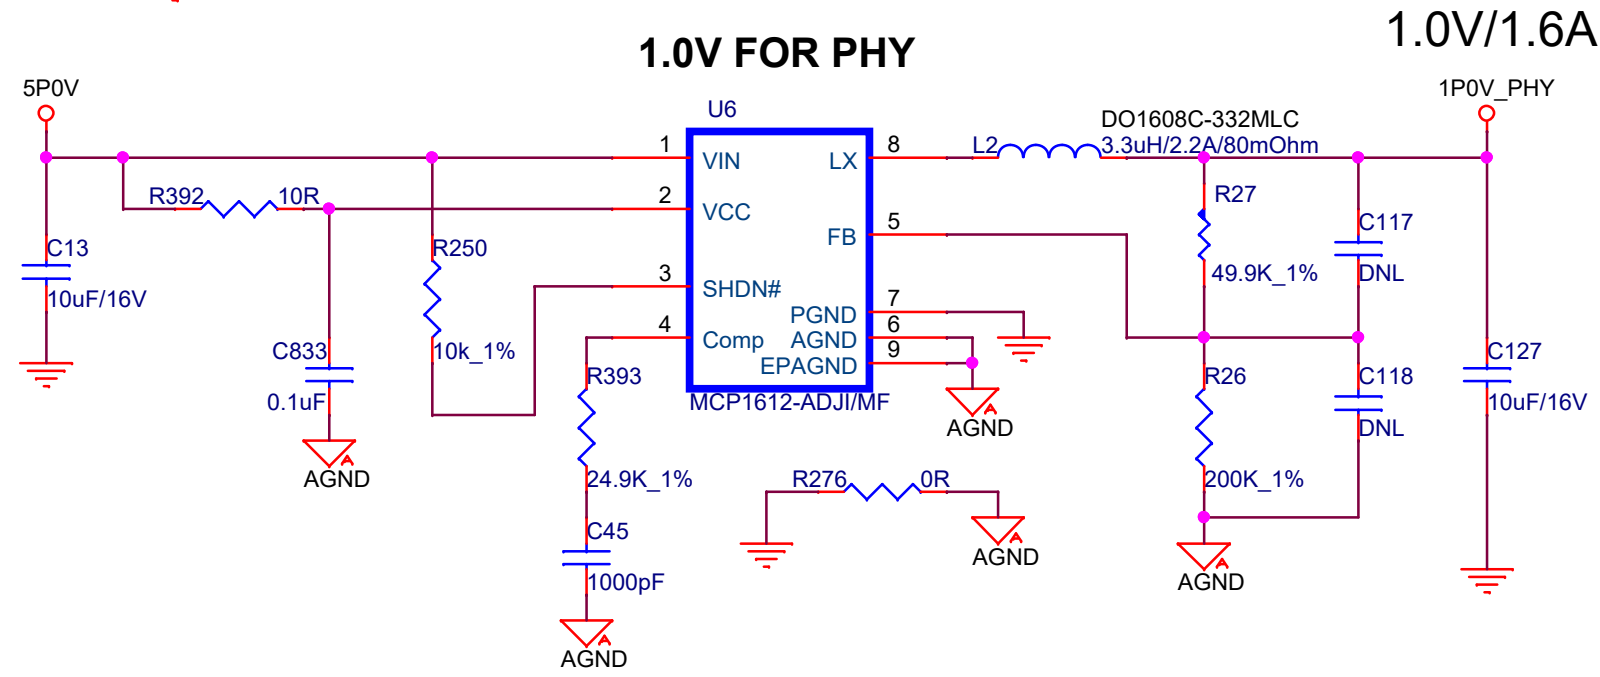 1.0V/1.6A
1.0V FOR PHY
5P0V
1P0V_PHY
U6
DO1608C-332MLC
L2
3.3uH/2.2A/80mOhm
1
VIN
LX
8
R392
10R
2
VCC
R27
C117
FB
5
C13
R250
49.9K_1%
DNL
10uF/16V
3
SHDN#
PGND
7
4
Comp
AGND
6
EPAGND
9
C833
10k_1%
0.1uF
R393
R26
C118
C127
MCP1612-ADJI/MF
10uF/16V
AGND
DNL
A
A
AGND
24.9K_1%
R276
0R
200K_1%
C45
A
AGND
A
AGND
1000pF
A
AGND